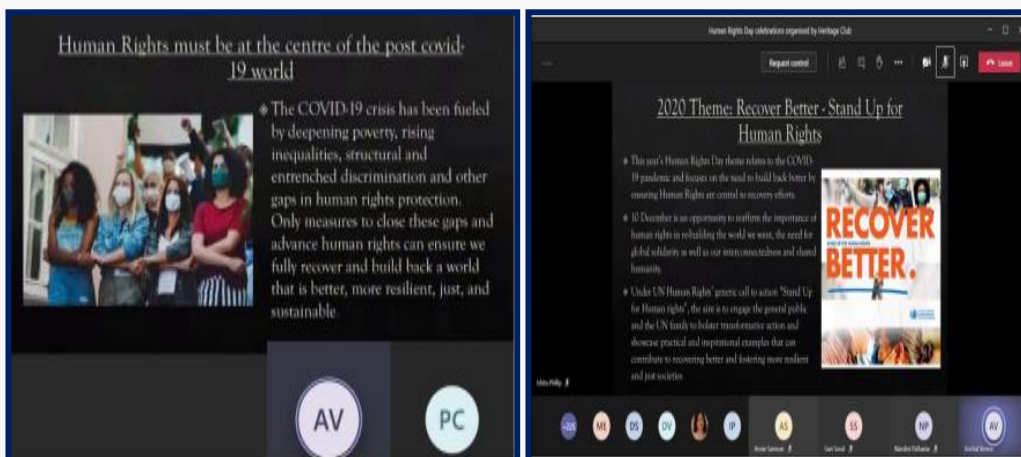 Human Rights must be at the centre of the post covid-
19 world
The COVID-19 crisis has been fueled
by deepening poverty, rising
inequalities, structural and
entrenched discrimination and other
gaps in human rights protection.
Only measures to close these gaps and
advance human rights can ensure we
fully recover and build back a world
that is better, more resilient, just, and
sustainable.
AV
PC
Human Rights Day celebrations organised by Heritage Club
Request control
Leave
2020 Theme: Recover Better - Stand Up for
Human Rights
This year's Human Rights Day theme relates to the COVID-
19 pandemic and focuses on the need to build back better by
ensuring Human Rights are central to recovery efforts.
10 December is an opportunity to reaffirm the importance of
human rights in re-building the world we want, the need for
global solidarity as well as our interconnectedness and shared
humanity.
Under UN Human Rights' generic call to action "Stand Up
for Human rights", the aim is to engage the general public
and the UN family to bolster transformative action and
showcase practical and inspirational examples that can
contribute to recovering better and fostering more resilient
and just societies
RECOVER
BETTER.
+225
ME
DS
DV
IP
AS
SS
NP
AV